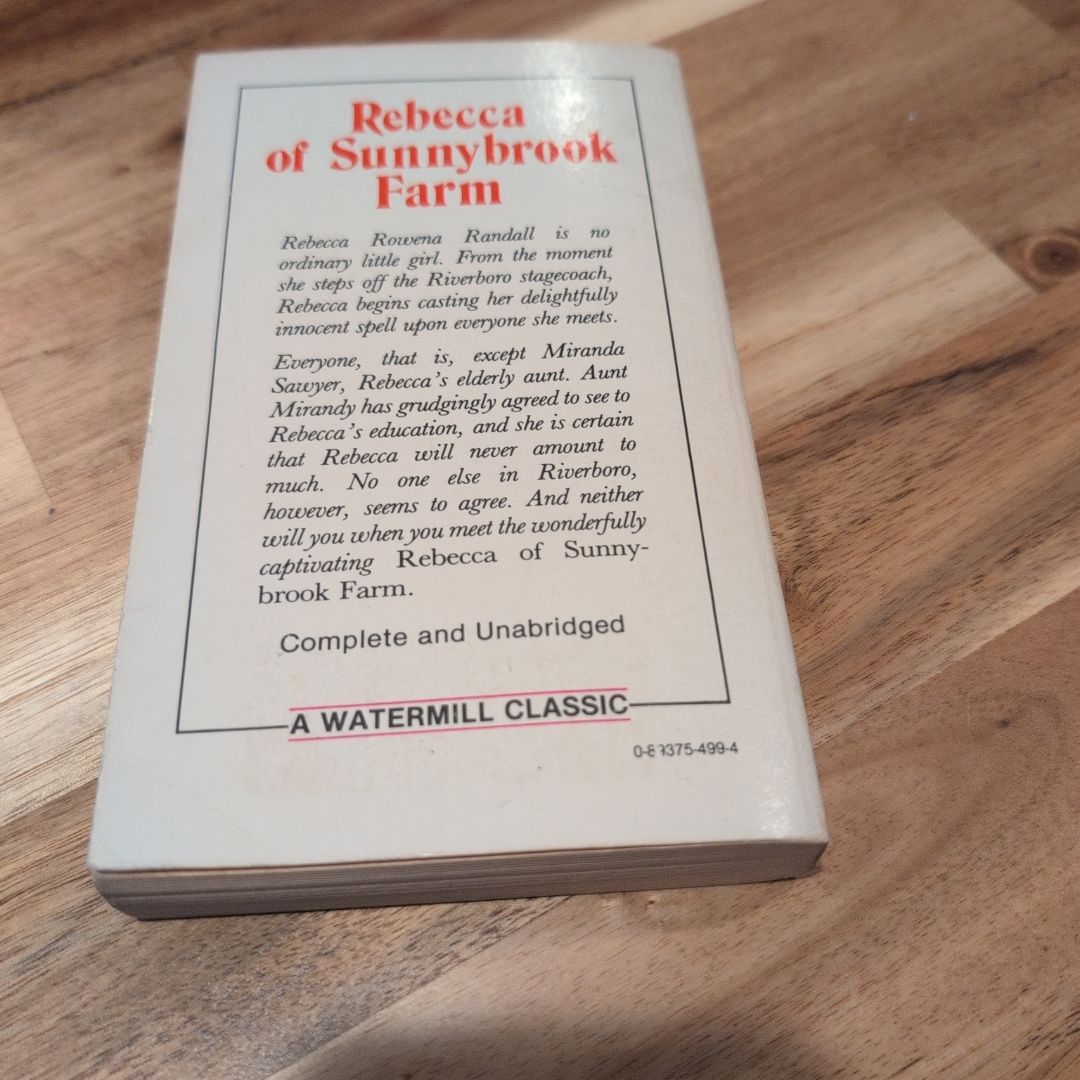 Rebecca
of Sunnybrook
Farm
Rebecca Rowena Randall is no
ordinary little girl. From the moment
she steps off the Riverboro stagecoach,
Rebecca begins casting her delightfully
innocent spell upon everyone she meets.
Everyone, that is, except Miranda
Sawyer, Rebecca's elderly aunt. Aunt
Mirandy has grudgingly agreed to see to
Rebecca's education, and she is certain
that Rebecca will never amount to
much. No one else in Riverboro,
however, seems to agree. And neither
will you when you meet the wonderfully
captivating Rebecca of Sunny-
brook Farm.
Complete and Unabridged
A WATERMILL CLASSIC
0-89375-499-4